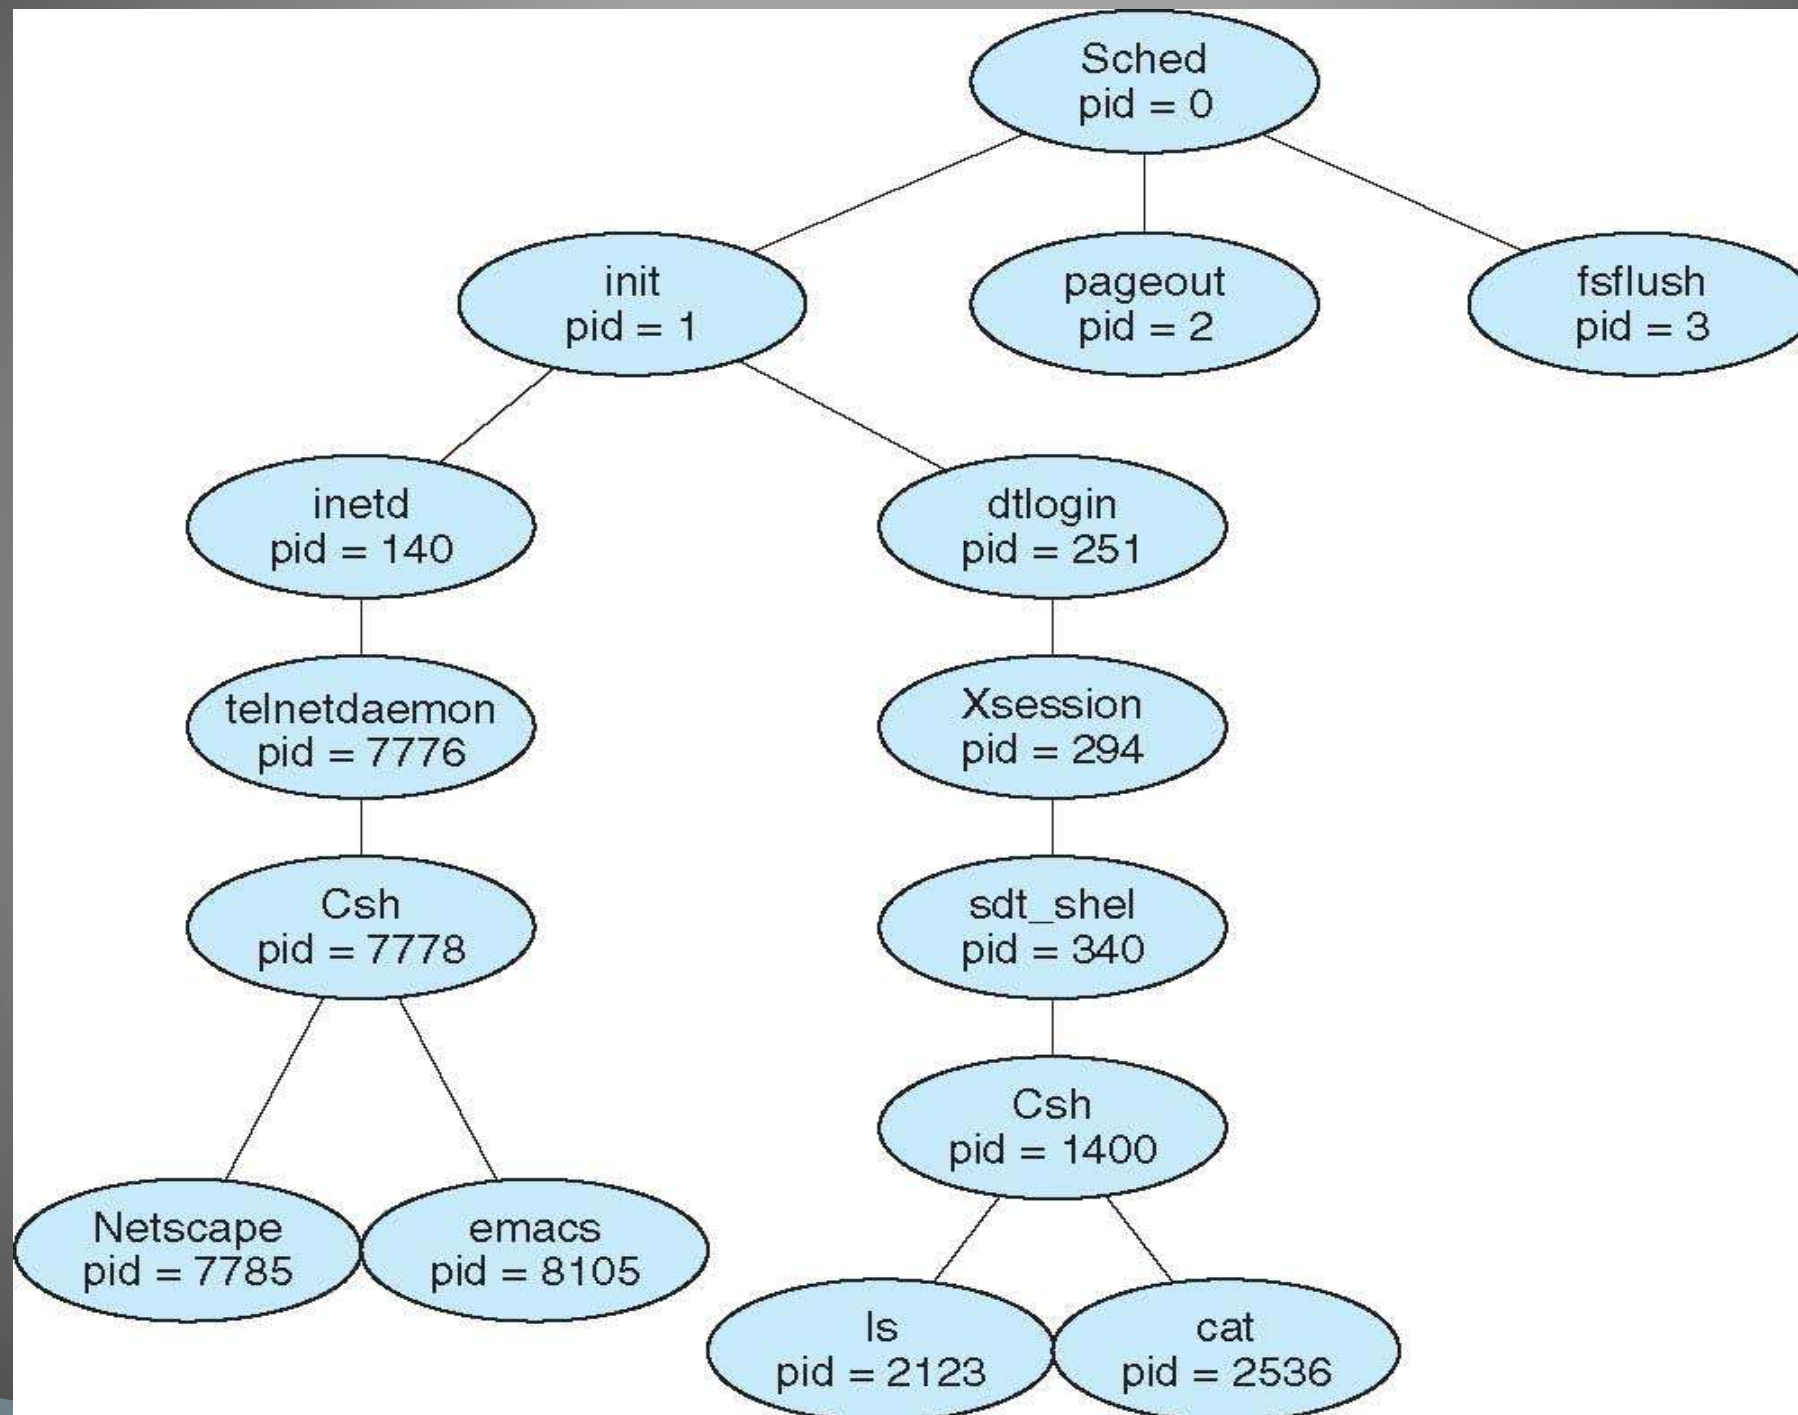 Sched
pid = 0
init
pid = 1
pageout
pid = 2
fsflush
pid = 3
inetd
pid = 140
dtlogin
pid = 251
telnetdaemon
pid = 7776
Xsession
pid = 294
Csh
pid = 7778
sdt_shel
pid = 340
Csh
pid = 1400
Netscape
pid = 7785
emacs
pid = 8105
ls
pid = 2123
cat
pid = 2536